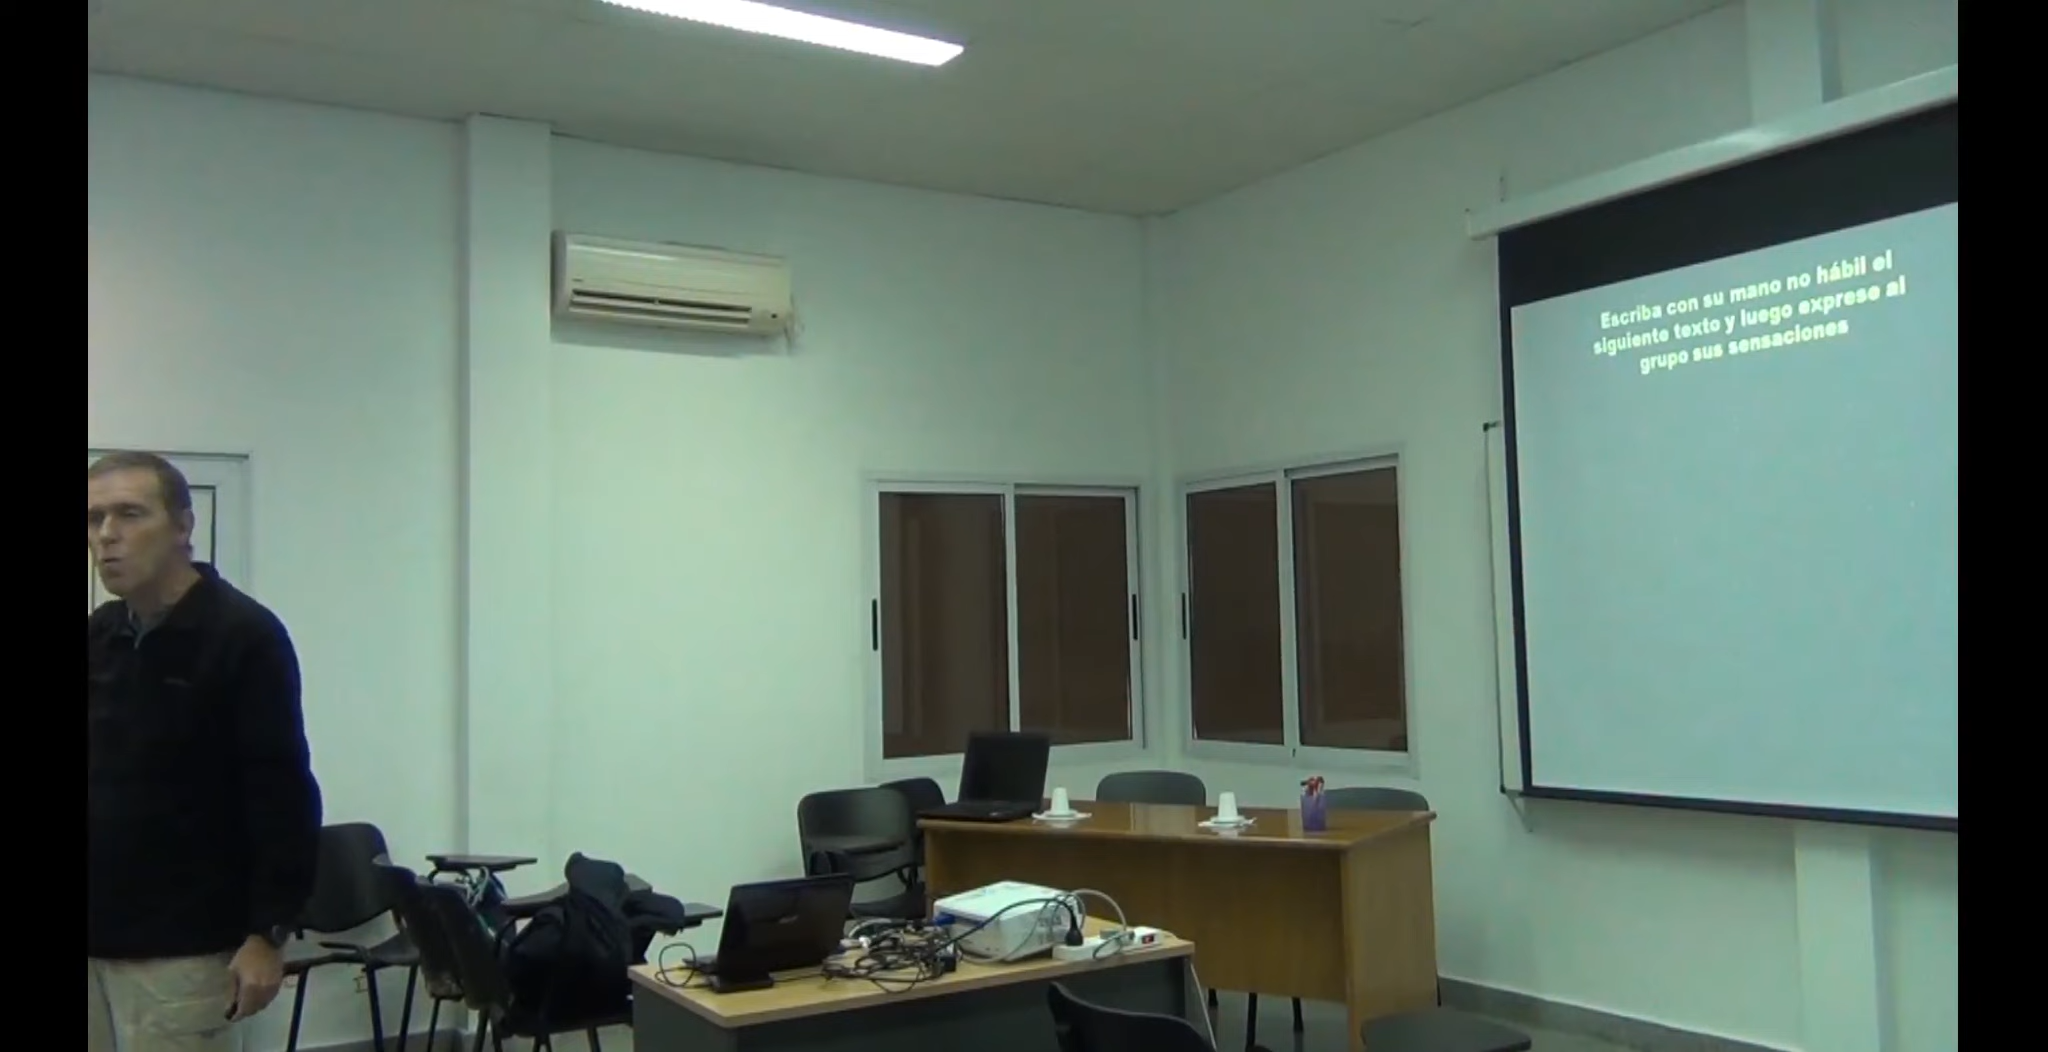 Escriba con su mano no hábil el
siguiente texto y luego exprese al
grupo sus sensaciones